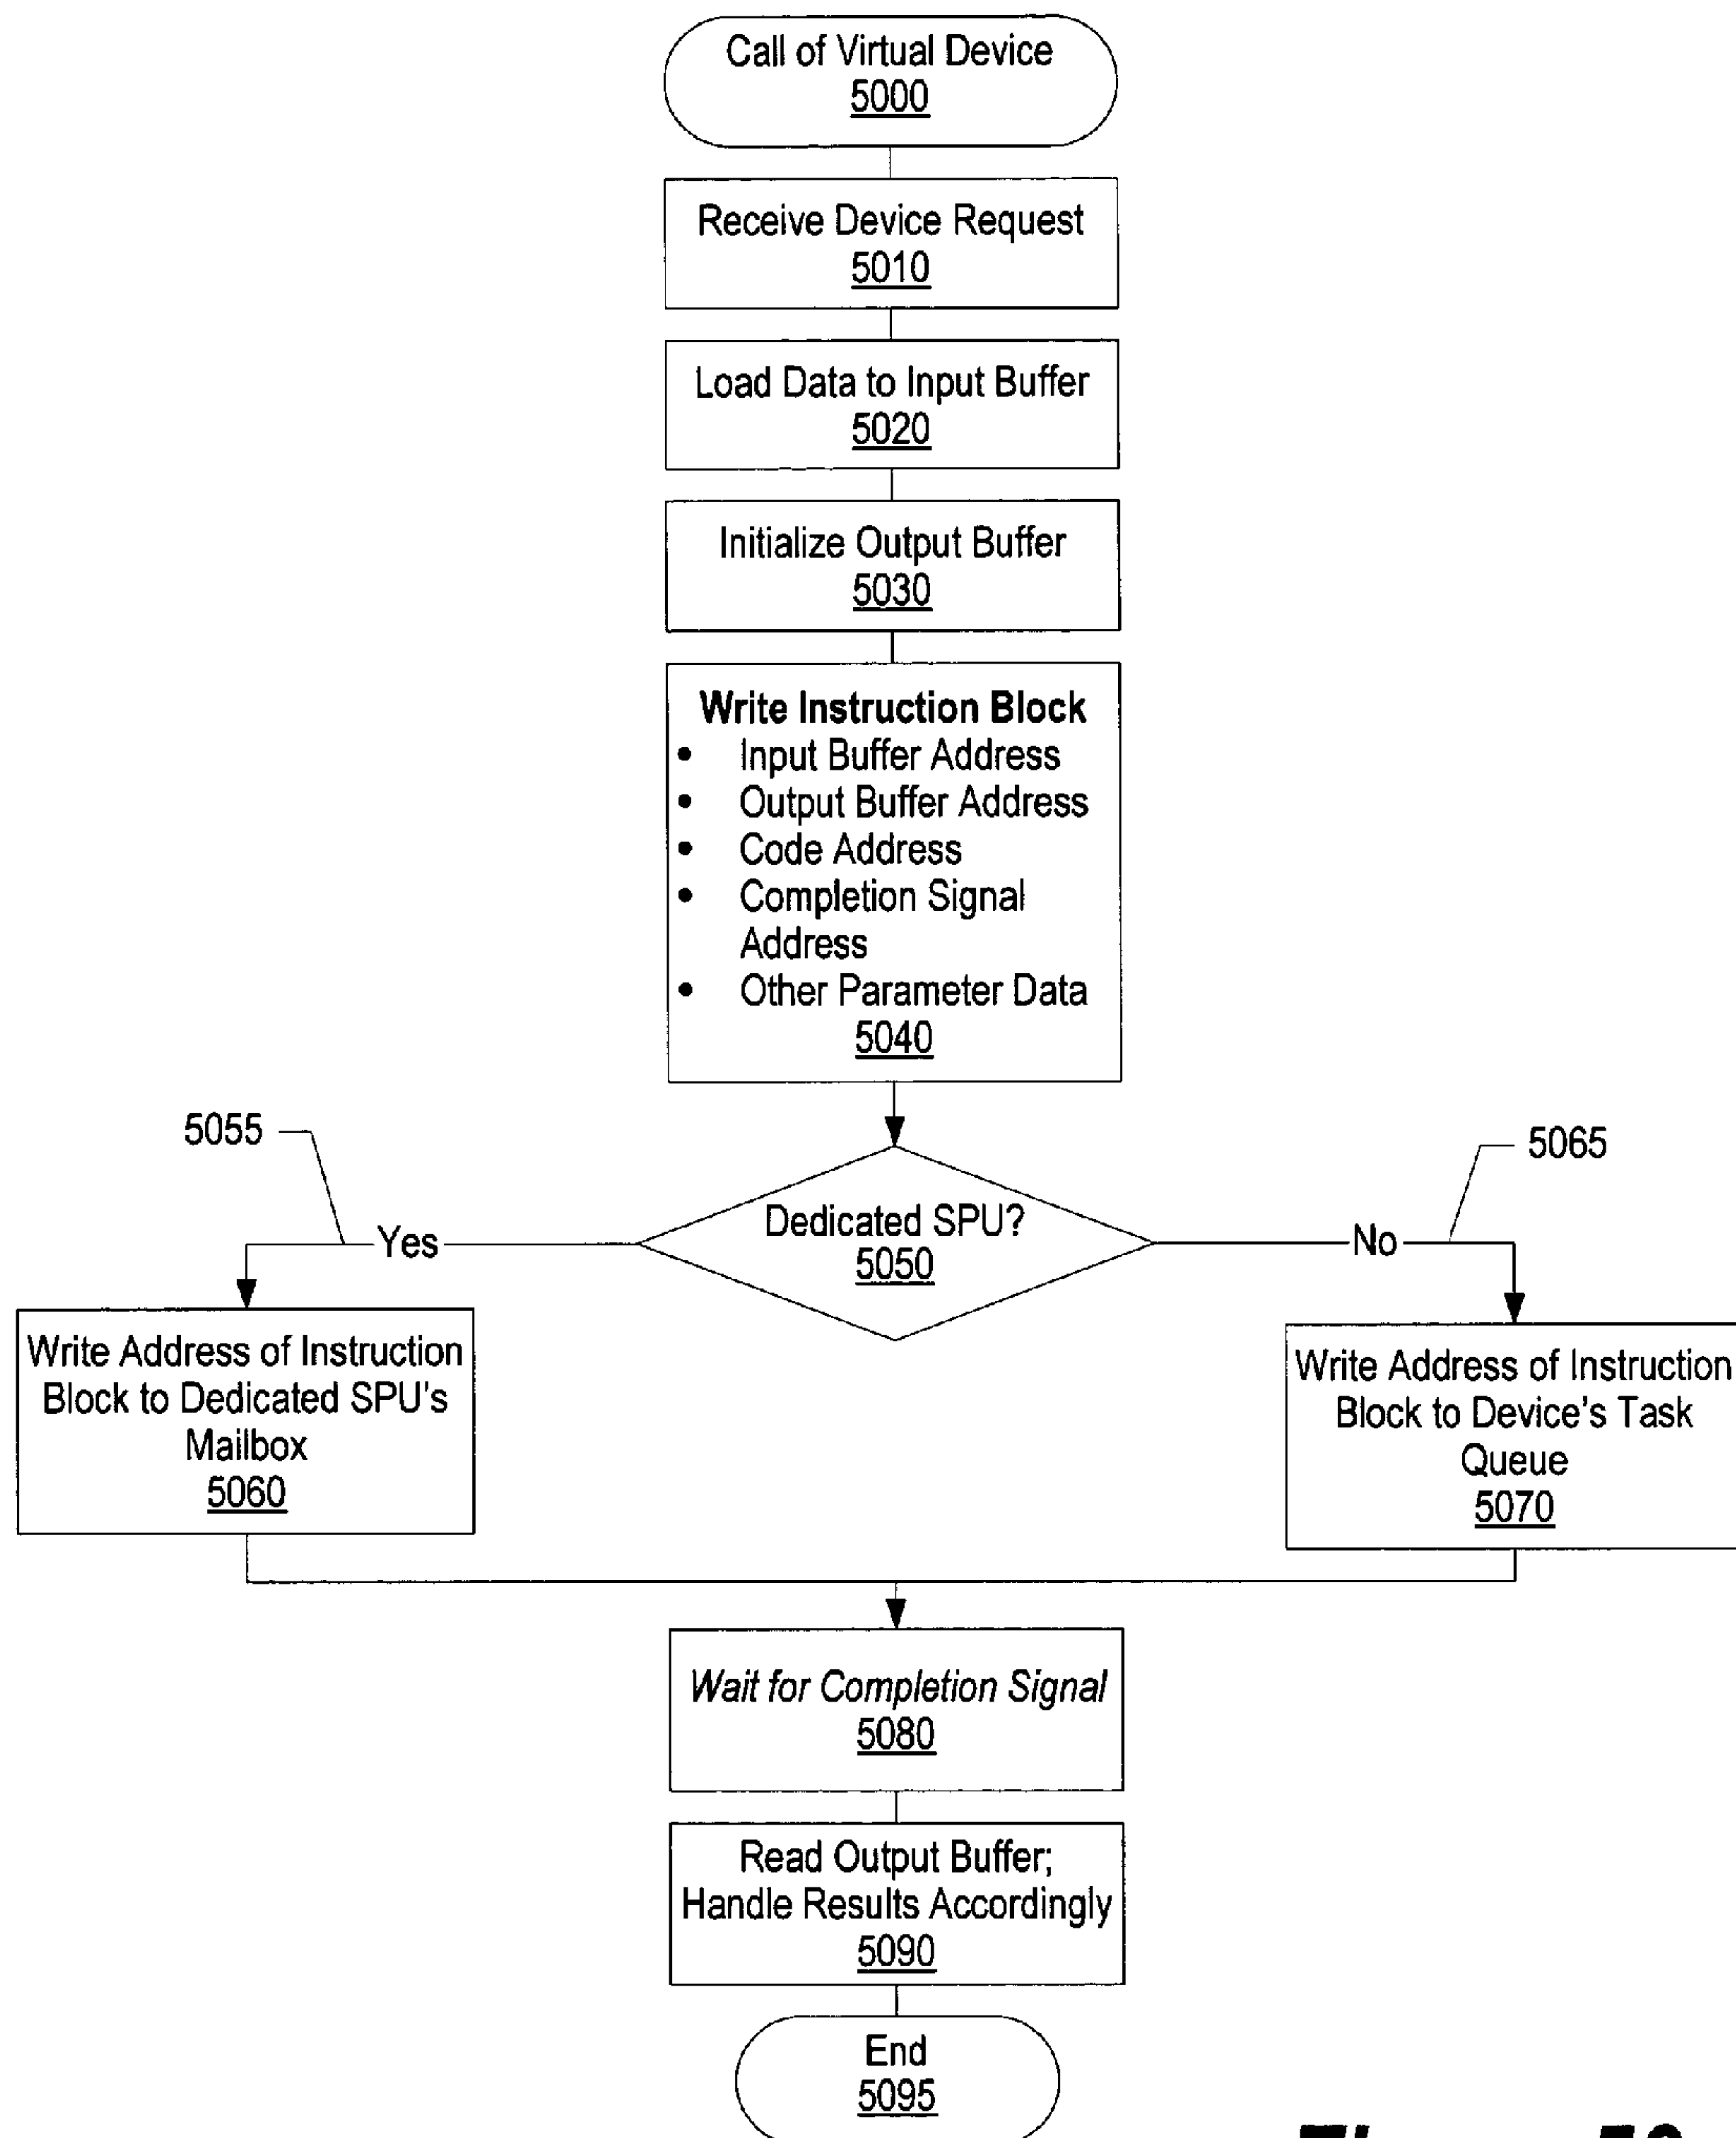 Call of Virtual Device
5000
Receive Device Request
5010
Load Data to Input Buffer
5020
Initialize Output Buffer
5030
Write Instruction Block
• Input Buffer Address
• Output Buffer Address
• Code Address
• Completion Signal
Address
• Other Parameter Data
5040
5055
5065
Dedicated SPU?
5050
Yes
No
Write Address of Instruction
Block to Dedicated SPU's
Mailbox
5060
Write Address of Instruction
Block to Device's Task
Queue
5070
Wait for Completion Signal
5080
Read Output Buffer;
Handle Results Accordingly
5090
End
5095